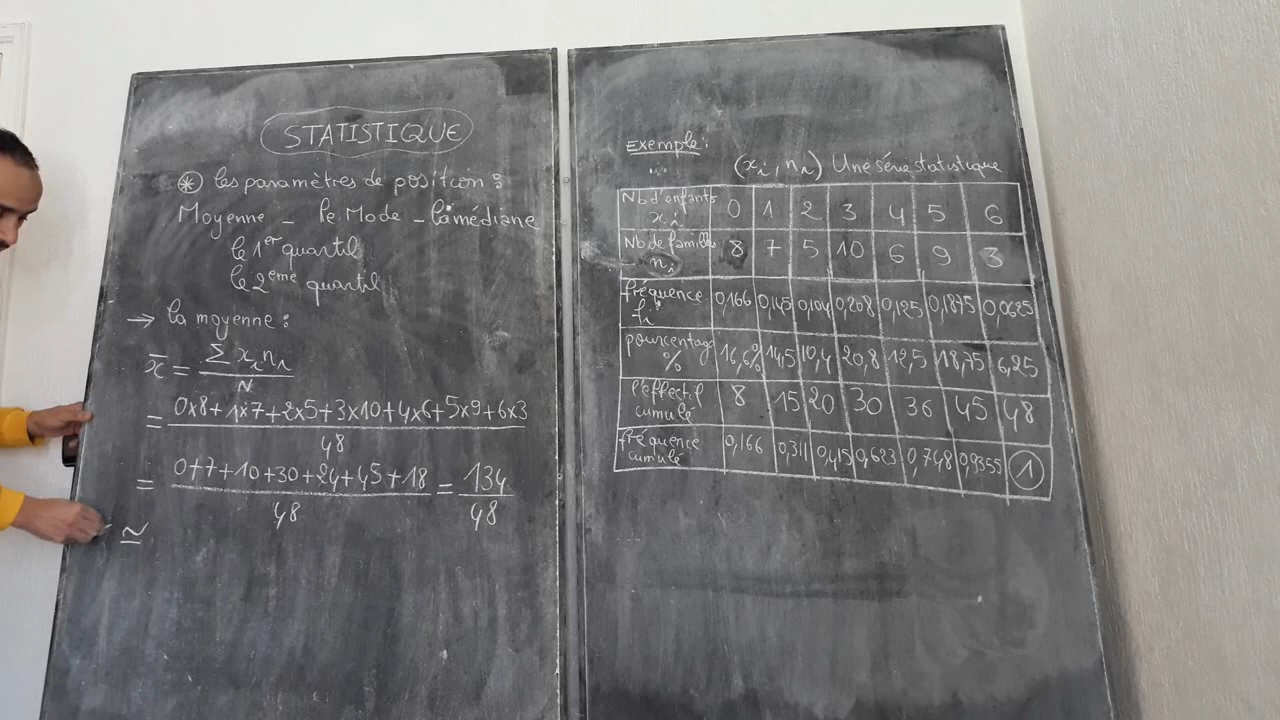 STATISTIQUE
⊛ les paramètres de position :
Moyenne - le Mode - la médiane
le 1er quartil
le 2ème quartil
→ la moyenne :
x̄ = Σ xi ni / N
= 0x8+1x7+2x5+3x10+4x6+5x9+6x3 / 48
= 0+7+10+30+24+45+18 / 48 = 134 / 48
≃
Exemple :
(xi, ni) Une série statistique
Nb d'enfants xi 0 1 2 3 4 5 6
Nb de familles ni 8 7 5 10 6 9 3
fréquence fi 0,166 0,145 0,104 0,208 0,125 0,1875 0,0625
pourcentage % 16,6% 14,5 10,4 20,8 12,5 18,75 6,25
l'effectif cumulé 8 15 20 30 36 45 48
fréquence cumulé 0,166 0,311 0,415 0,623 0,748 0,9355 1